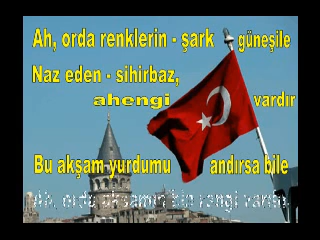 Ah, orda renklerin - şark güneşile
Naz eden - sihirbaz,
ahengi vardır
Bu akşam yurdumu andırsa bile
Ah, orda akşamın bin rengi vardır.